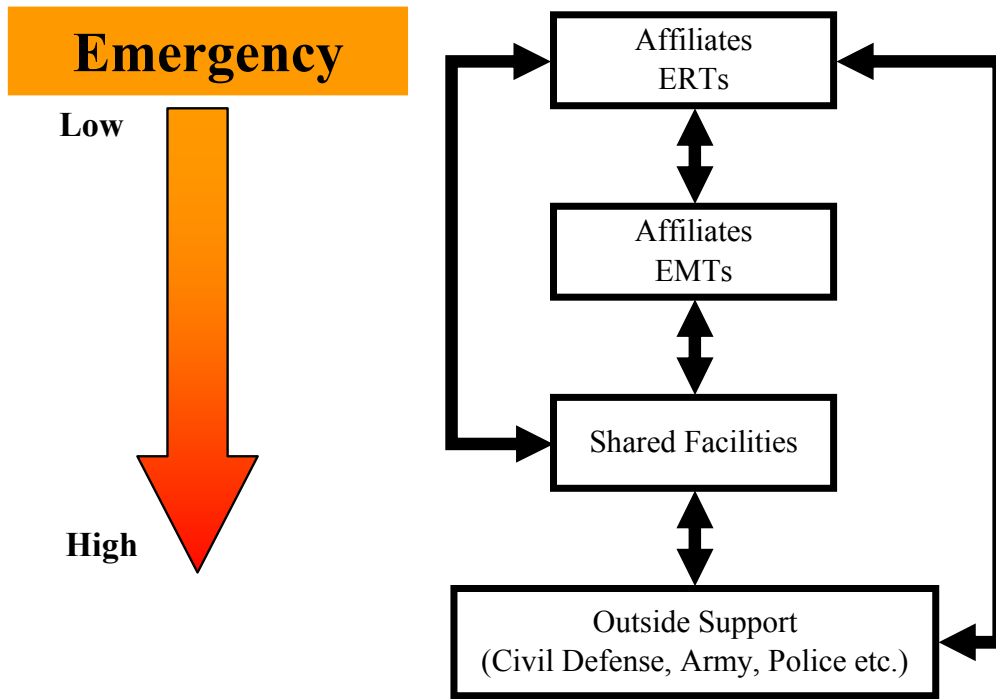 Emergency
Low
High
Affiliates
ERTs
Affiliates
EMTs
Shared Facilities
Outside Support
(Civil Defense, Army, Police etc.)